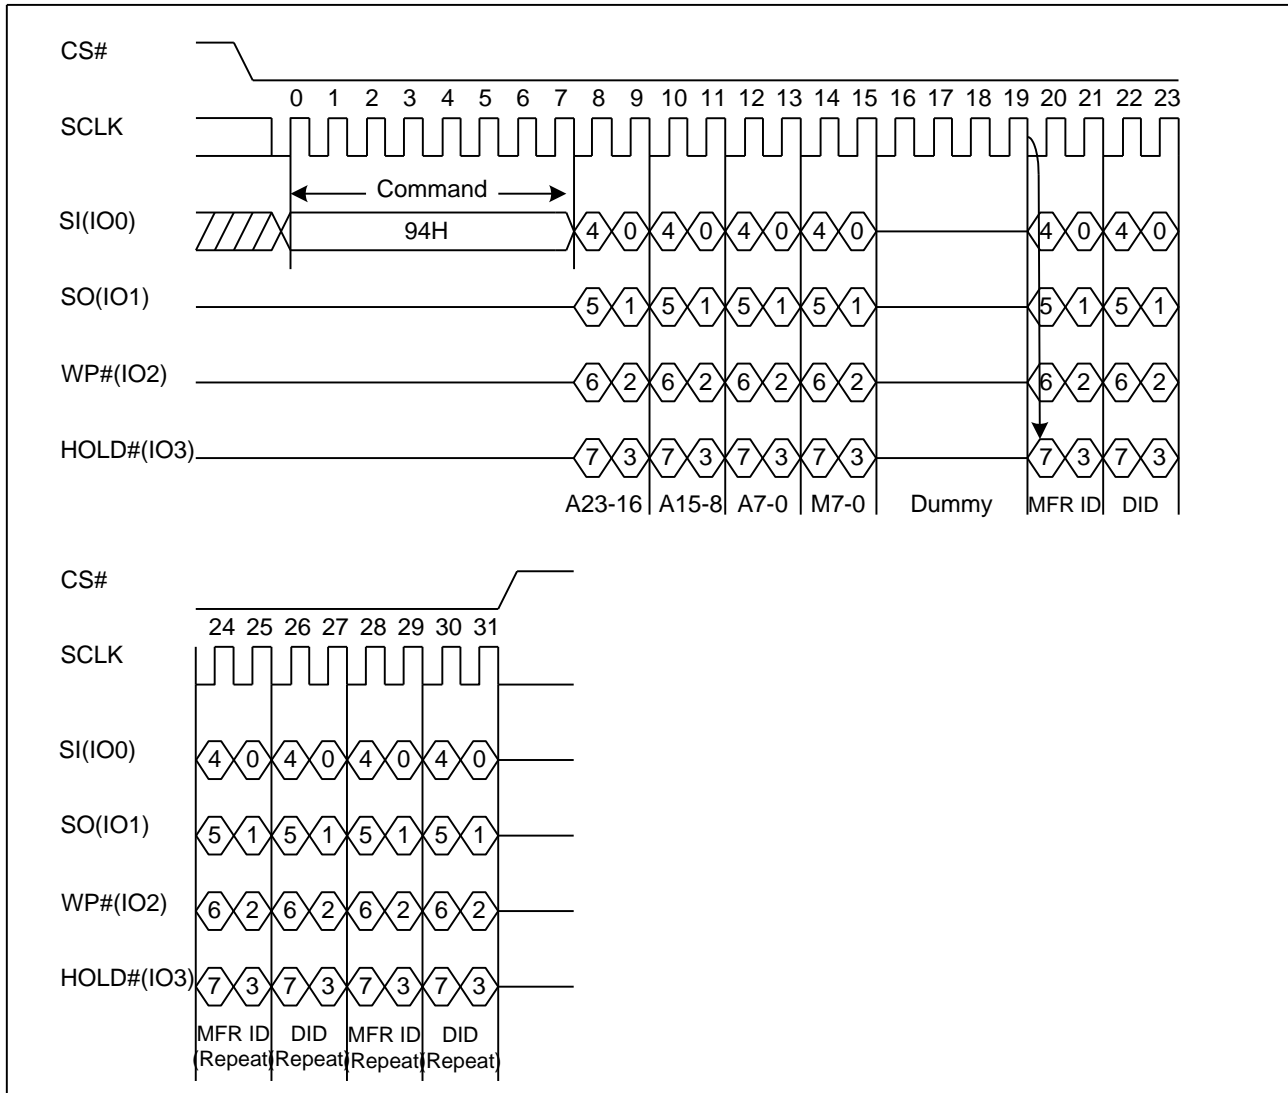 CS#
0 1 2 3 4 5 6 7 8 9 10 11 12 13 14 15 16 17 18 19 20 21 22 23
SCLK
Command
SI(IO0) 94H 4 0 4 0 4 0 4 0 4 0 4 0
SO(IO1) 5 1 5 1 5 1 5 1 5 1 5 1
WP#(IO2) 6 2 6 2 6 2 6 2 6 2 6 2
HOLD#(IO3) 7 3 7 3 7 3 7 3 7 3 7 3
A23-16 A15-8 A7-0 M7-0 Dummy MFR ID DID
CS#
24 25 26 27 28 29 30 31
SCLK
SI(IO0) 4 0 4 0 4 0 4 0
SO(IO1) 5 1 5 1 5 1 5 1
WP#(IO2) 6 2 6 2 6 2 6 2
HOLD#(IO3) 7 3 7 3 7 3 7 3
MFR ID DID MFR ID DID
(Repeat) (Repeat) (Repeat) (Repeat)